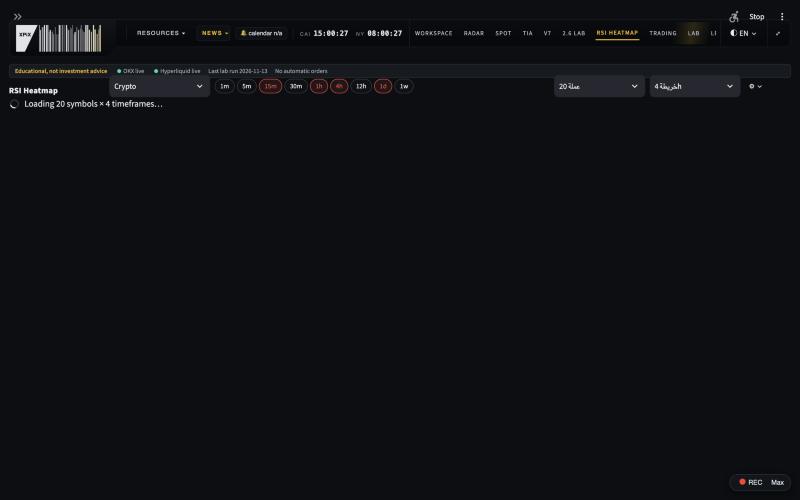 Stop
XPIX
RESOURCES
NEWS
calendar n/a
CAI 15:00:27 NY 08:00:27
WORKSPACE RADAR SPOT TIA V7 2.6 LAB RSI HEATMAP TRADING LAB LI
EN
Educational, not investment advice OKX live Hyperliquid live Last lab run 2026-11-13 No automatic orders
RSI Heatmap
Crypto
1m 5m 15m 30m 1h 4h 12h 1d 1w
20 عملة
الخريطة 4
Loading 20 symbols × 4 timeframes...
REC Max